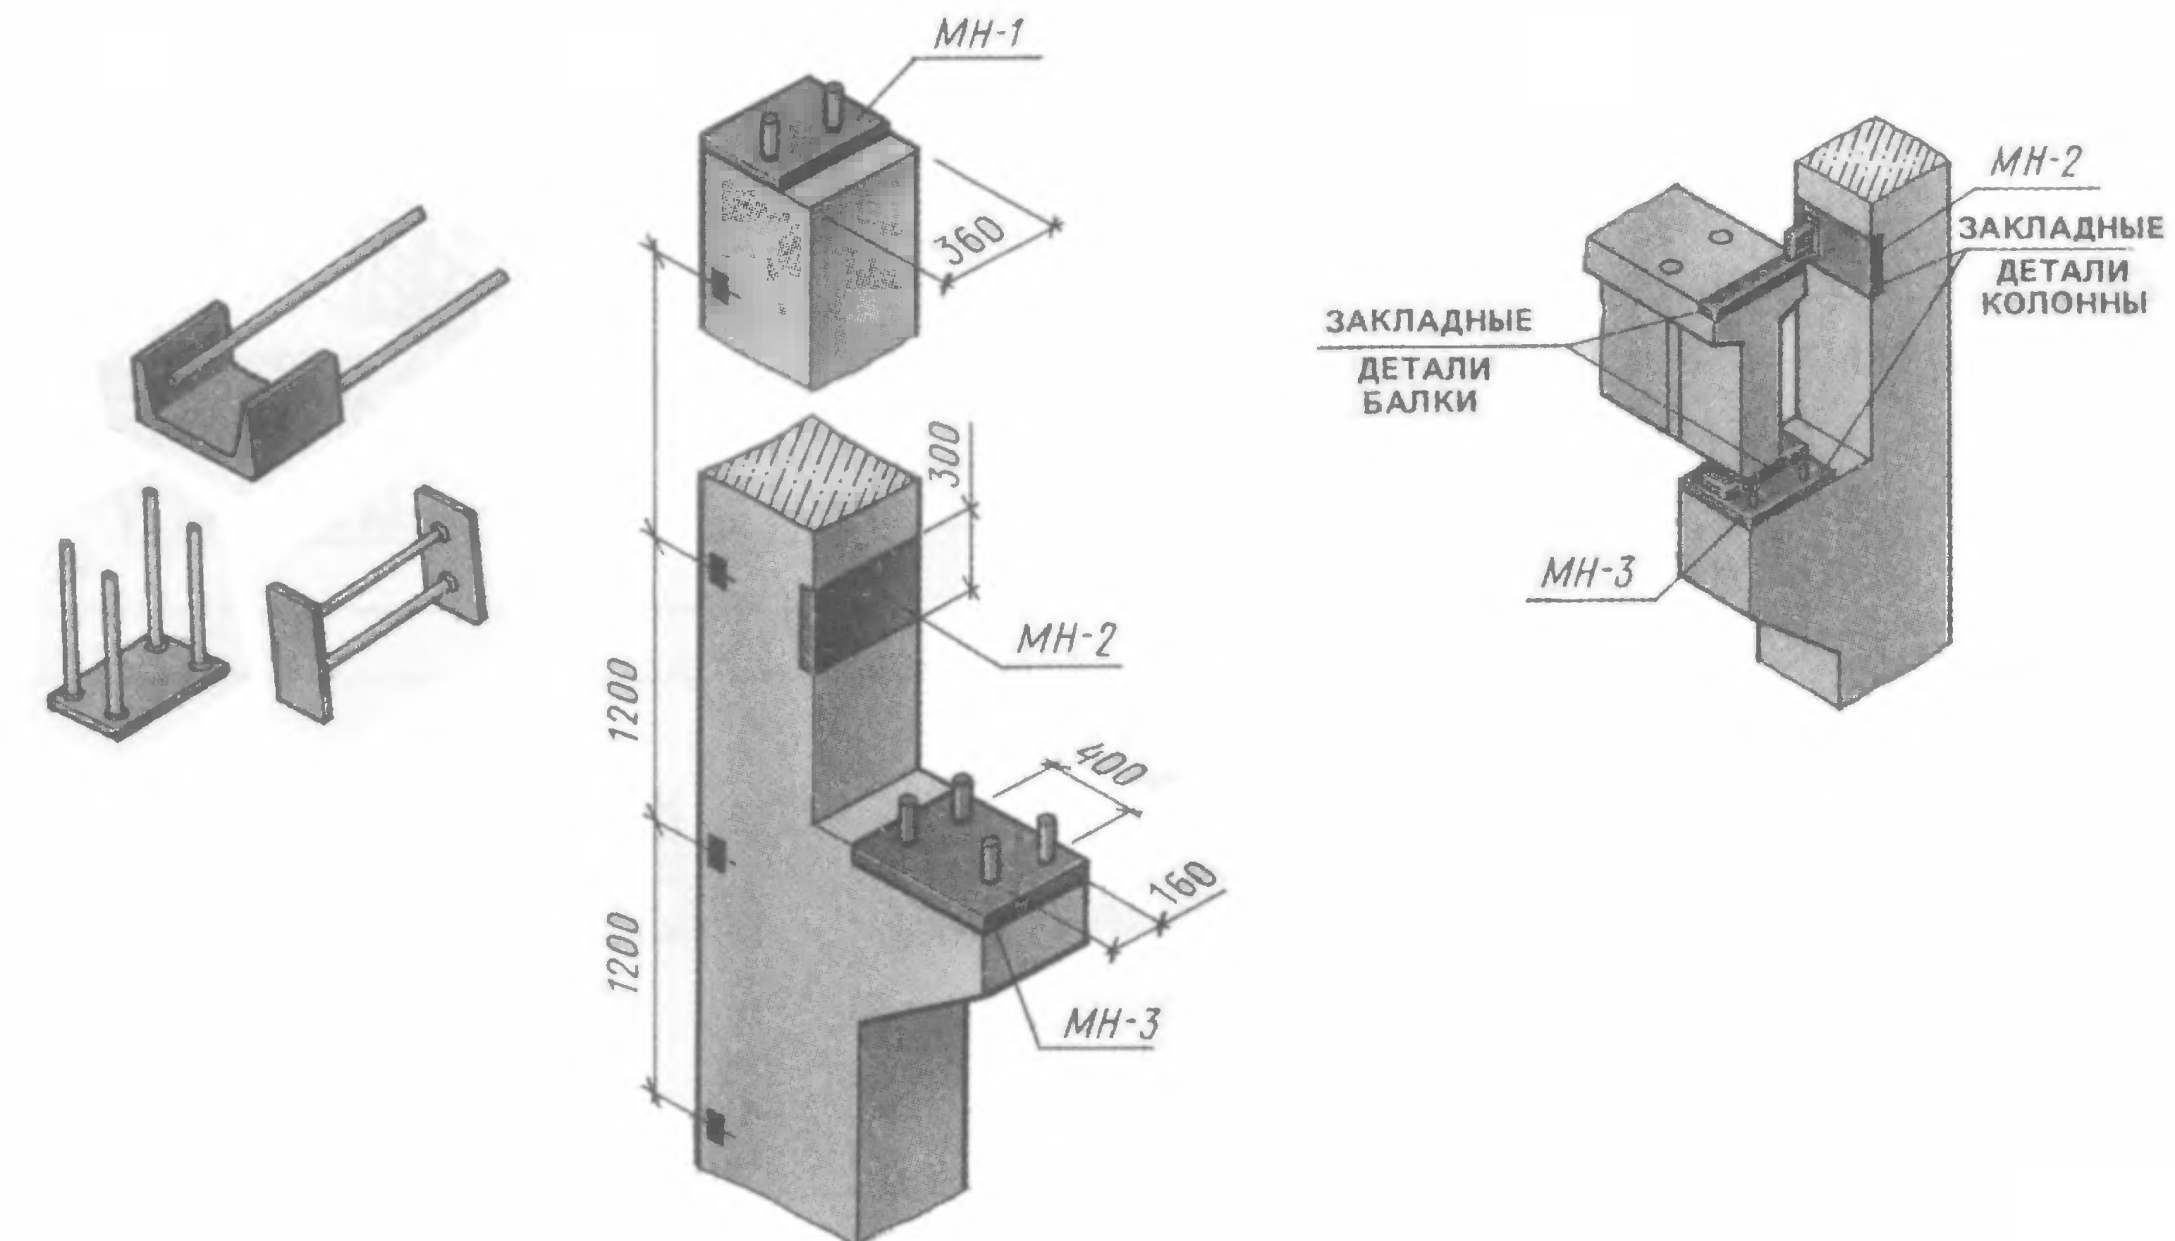 МН-1
360
300
МН-2
1200
400
160
1200
МН-3
МН-2
ЗАКЛАДНЫЕ
ДЕТАЛИ
КОЛОННЫ
ЗАКЛАДНЫЕ
ДЕТАЛИ
БАЛКИ
МН-3